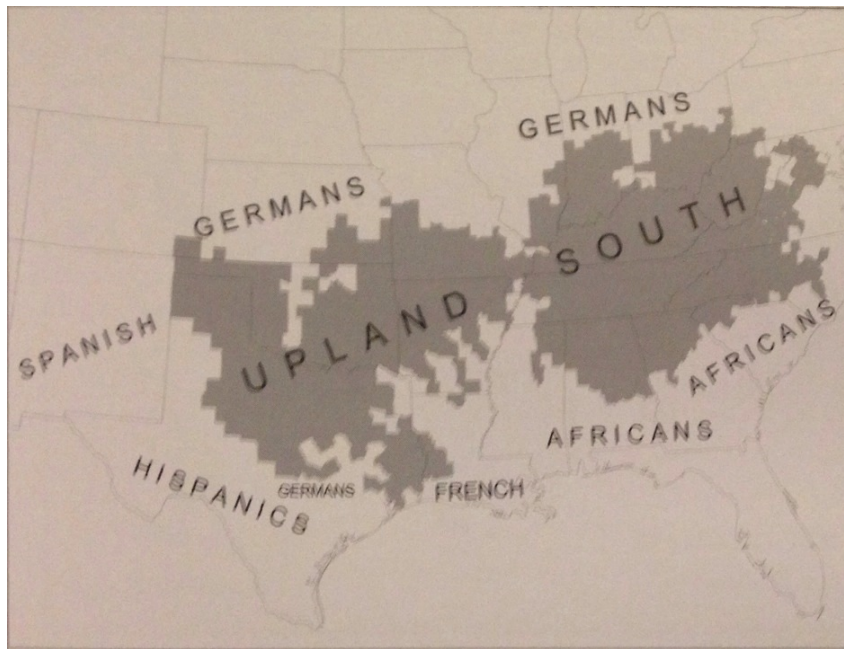 GERMANS
GERMANS
UPLAND SOUTH
SPANISH
AFRICANS
AFRICANS
HISPANICS
GERMANS
FRENCH